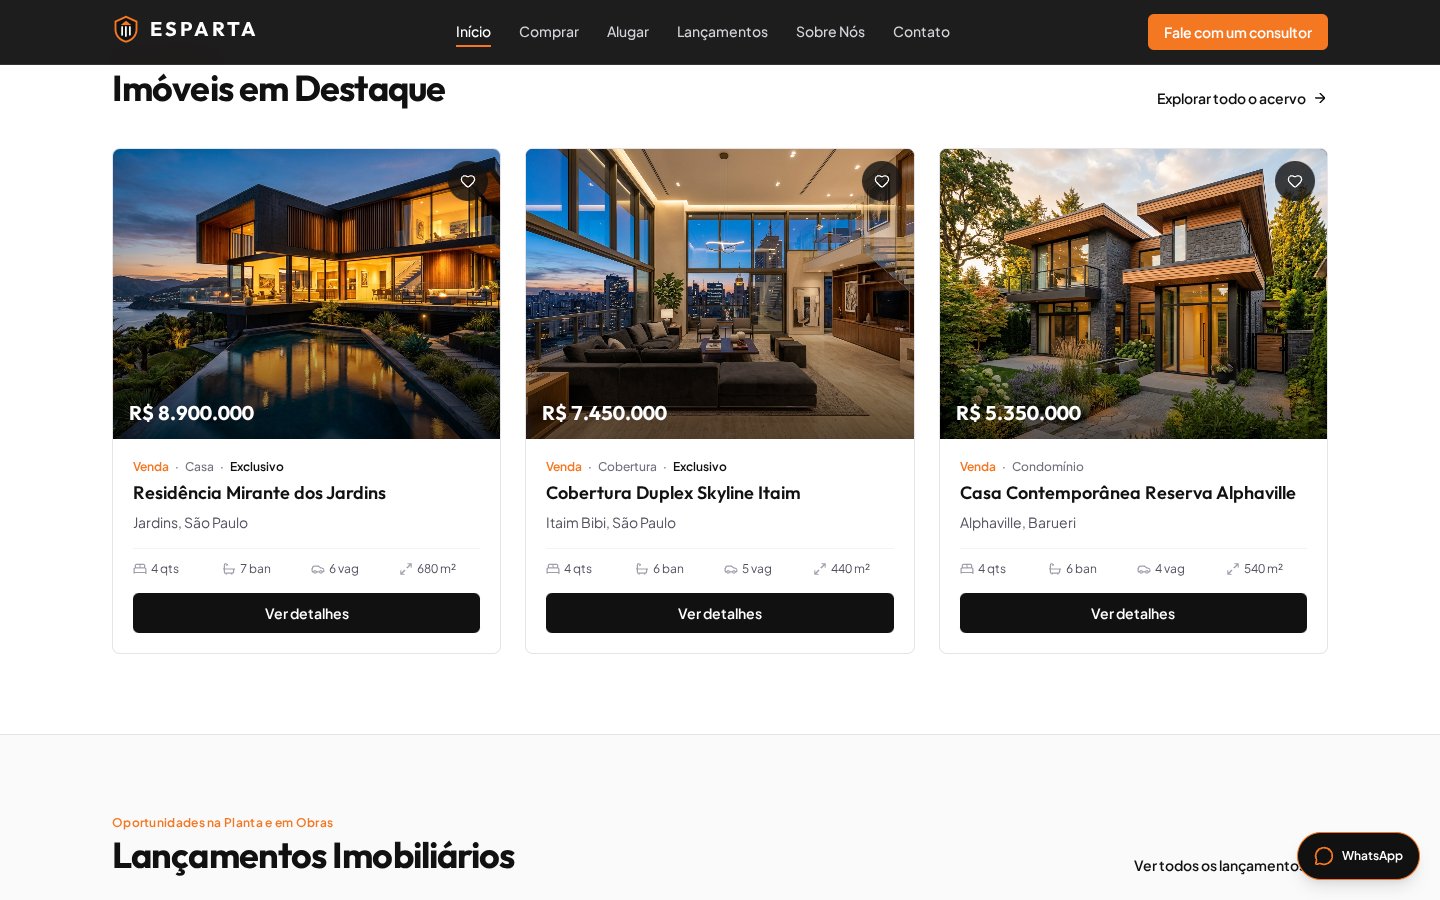 ESPARTA
Início
Comprar
Alugar
Lançamentos
Sobre Nós
Contato
Fale com um consultor
Imóveis em Destaque
Explorar todo o acervo
R$ 8.900.000
Venda · Casa · Exclusivo
Residência Mirante dos Jardins
Jardins, São Paulo
4 qts
7 ban
6 vag
680 m²
Ver detalhes
R$ 7.450.000
Venda · Cobertura · Exclusivo
Cobertura Duplex Skyline Itaim
Itaim Bibi, São Paulo
4 qts
6 ban
5 vag
440 m²
Ver detalhes
R$ 5.350.000
Venda · Condomínio
Casa Contemporânea Reserva Alphaville
Alphaville, Barueri
4 qts
6 ban
4 vag
540 m²
Ver detalhes
Oportunidades na Planta e em Obras
Lançamentos Imobiliários
Ver todos os lançamentos
WhatsApp